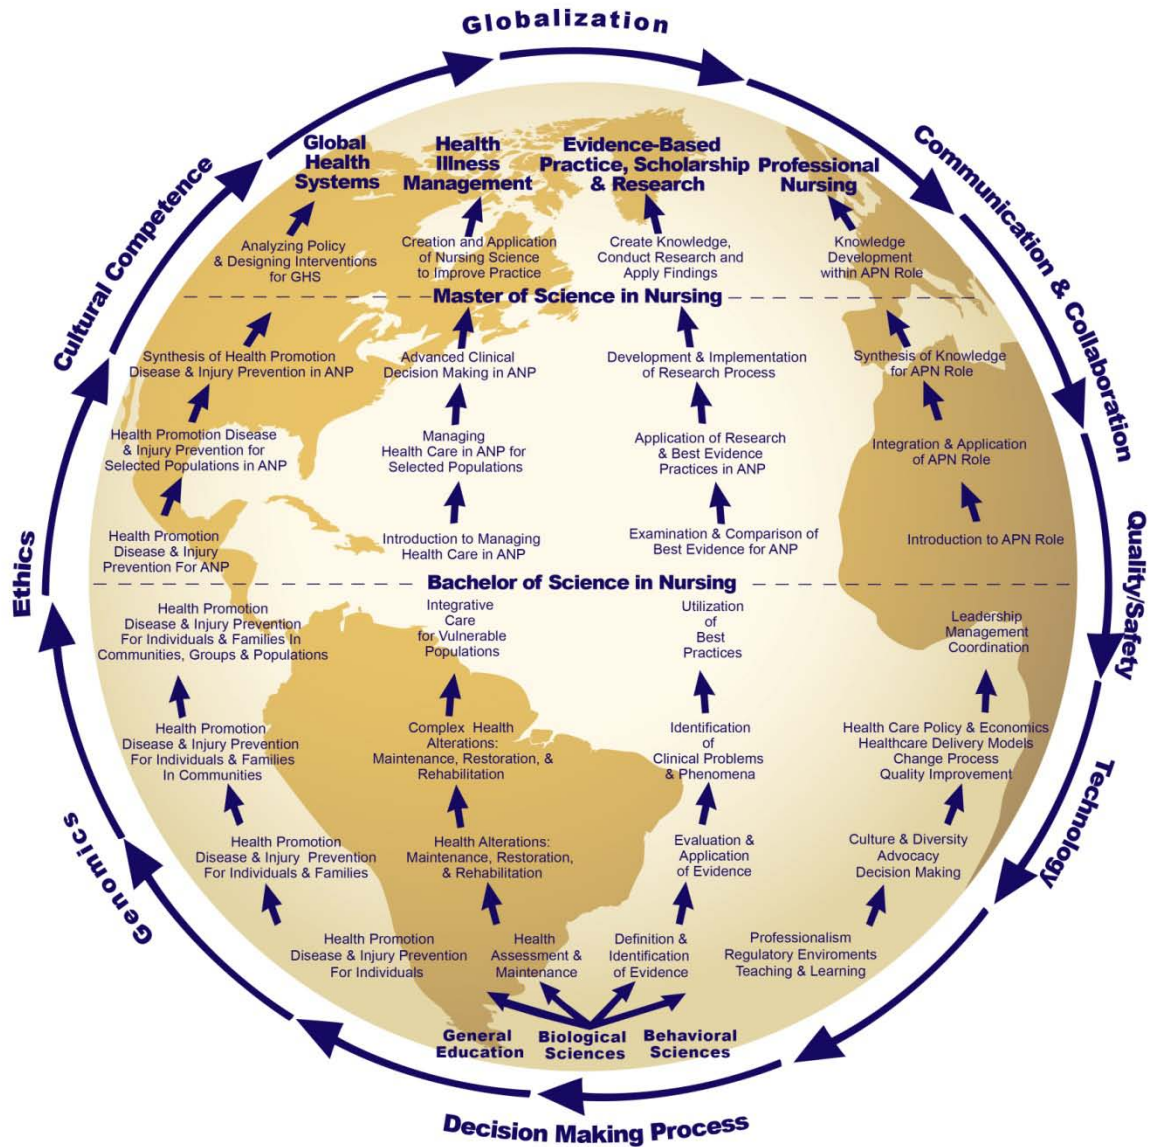 Globalization
Communication & Collaboration
Quality/Safety
Technology
Decision Making Process
Genomics
Ethics
Cultural Competence
Global
Health
Systems
Health
Illness
Management
Evidence-Based
Practice, Scholarship
& Research
Professional
Nursing
Analyzing Policy
& Designing Interventions
for GHS
Creation and Application
of Nursing Science
to Improve Practice
Create Knowledge,
Conduct Research and
Apply Findings
Knowledge
Development
within APN Role
Master of Science in Nursing
Synthesis of Health Promotion
Disease & Injury Prevention in ANP
Advanced Clinical
Decision Making in ANP
Development & Implementation
of Research Process
Synthesis of Knowledge
for APN Role
Health Promotion Disease
& Injury Prevention for
Selected Populations in ANP
Managing
Health Care in ANP for
Selected Populations
Application of Research
& Best Evidence
Practices in ANP
Integration & Application
of APN Role
Health Promotion
Disease & Injury
Prevention For ANP
Introduction to Managing
Health Care in ANP
Examination & Comparison of
Best Evidence for ANP
Introduction to APN Role
Bachelor of Science in Nursing
Health Promotion
Disease & Injury Prevention
For Individuals & Families In
Communities, Groups & Populations
Integrative
Care
for Vulnerable
Populations
Utilization
of
Best
Practices
Leadership
Management
Coordination
Health Promotion
Disease & Injury Prevention
For Individuals & Families
In Communities
Complex Health
Alterations:
Maintenance, Restoration, &
Rehabilitation
Identification
of
Clinical Problems
& Phenomena
Health Care Policy & Economics
Healthcare Delivery Models
Change Process
Quality Improvement
Health Promotion
Disease & Injury Prevention
For Individuals & Families
Health Alterations:
Maintenance, Restoration,
& Rehabilitation
Evaluation &
Application
of Evidence
Culture & Diversity
Advocacy
Decision Making
Health Promotion
Disease & Injury Prevention
For Individuals
Health
Assessment &
Maintenance
Definition &
Identification
of Evidence
Professionalism
Regulatory Enviroments
Teaching & Learning
General
Education
Biological
Sciences
Behavioral
Sciences